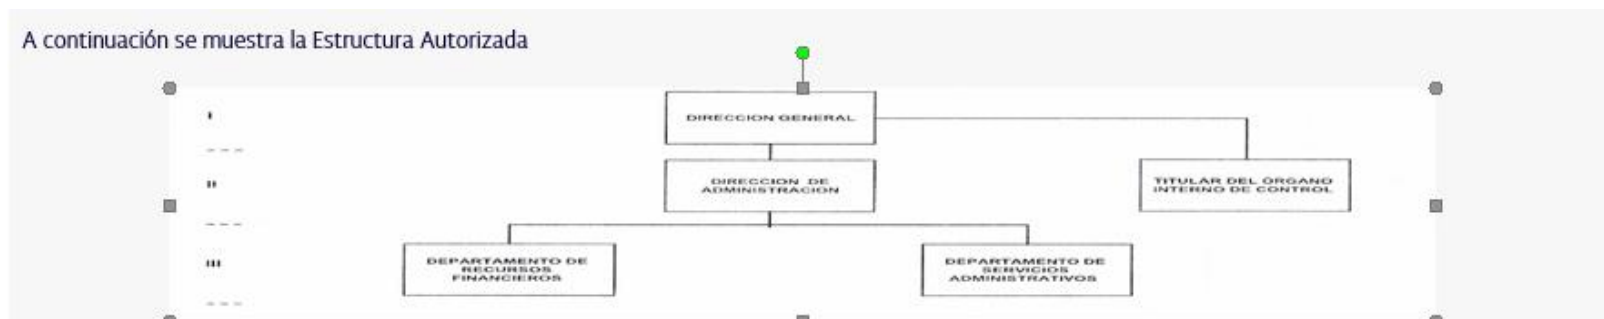 A continuación se muestra la Estructura Autorizada
I
DIRECCION GENERAL
II
DIRECCION DE
ADMINISTRACION
TITULAR DEL ÓRGANO
INTERNO DE CONTROL
III
DEPARTAMENTO DE
RECURSOS
FINANCIEROS
DEPARTAMENTO DE
SERVICIOS
ADMINISTRATIVOS